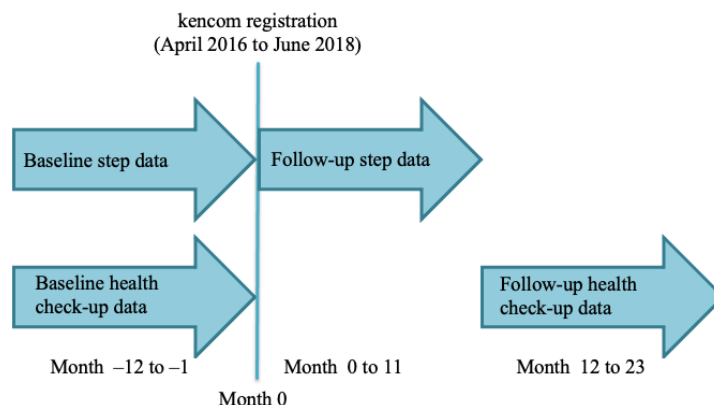 kencom registration
(April 2016 to June 2018)
Baseline step data
Follow-up step data
Baseline health
check-up data
Follow-up health
check-up data
Month –12 to –1
Month 0 to 11
Month 12 to 23
Month 0